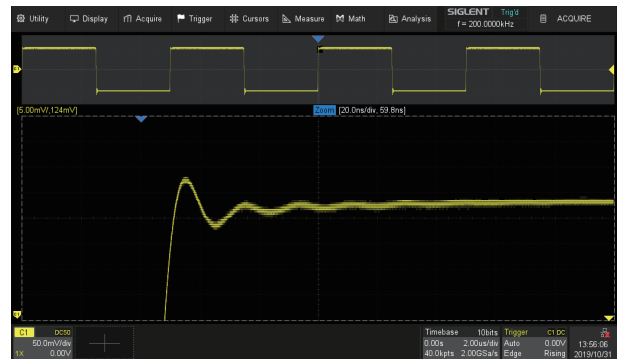 Utility Display Acquire Trigger Cursors Measure Math Analysis SIGLENT Trig'd ACQUIRE
f = 200.0000kHz
[5.00mV/,124mV] Zoom [20.0ns/div, 59.8ns]
C1 DC50 Timebase 10bits Trigger C1 DC
50.0mV/div 0.00s 2.00us/div Auto 0.00V 13:56:06
1X 0.00V 40.0kpts 2.00GSa/s Edge Rising 2019/10/31